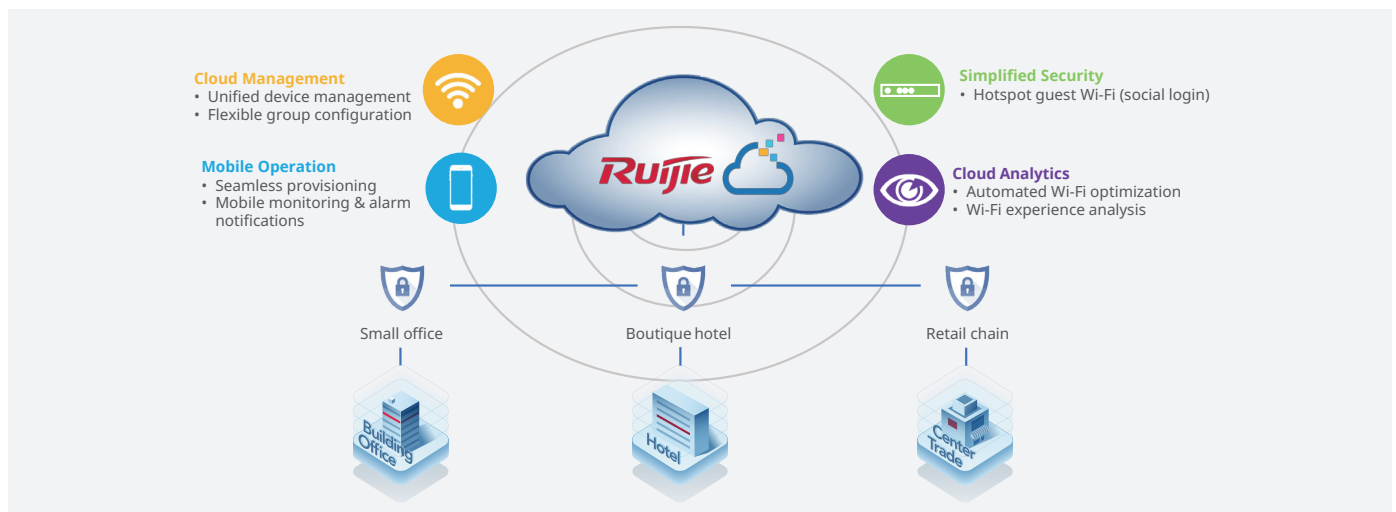 Cloud Management
• Unified device management
• Flexible group configuration
Mobile Operation
• Seamless provisioning
• Mobile monitoring & alarm
notifications
Ruijie
Simplified Security
• Hotspot guest Wi-Fi (social login)
Cloud Analytics
• Automated Wi-Fi optimization
• Wi-Fi experience analysis
Small office
Boutique hotel
Retail chain
Building
Office
Hotel
Center
Trade